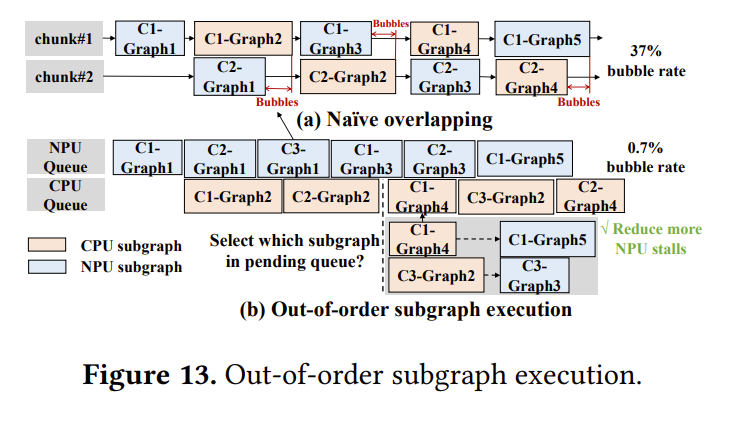 chunk#1
C1-
Graph1
C1-Graph2
C1-
Graph3
Bubbles
C1-
Graph4
C1-Graph5
37%
bubble rate
chunk#2
C2-
Graph1
Bubbles
C2-Graph2
C2-
Graph3
C2-
Graph4
Bubbles
(a) Naïve overlapping
NPU
Queue
C1-
Graph1
C2-
Graph1
C3-
Graph1
C1-
Graph3
C2-
Graph3
C1-Graph5
0.7%
bubble rate
CPU
Queue
C1-Graph2
C2-Graph2
C1-
Graph4
C3-Graph2
C2-
Graph4
CPU subgraph
NPU subgraph
Select which subgraph
in pending queue?
C1-
Graph4
C1-Graph5
C3-Graph2
C3-
Graph3
√ Reduce more
NPU stalls
(b) Out-of-order subgraph execution
Figure 13. Out-of-order subgraph execution.